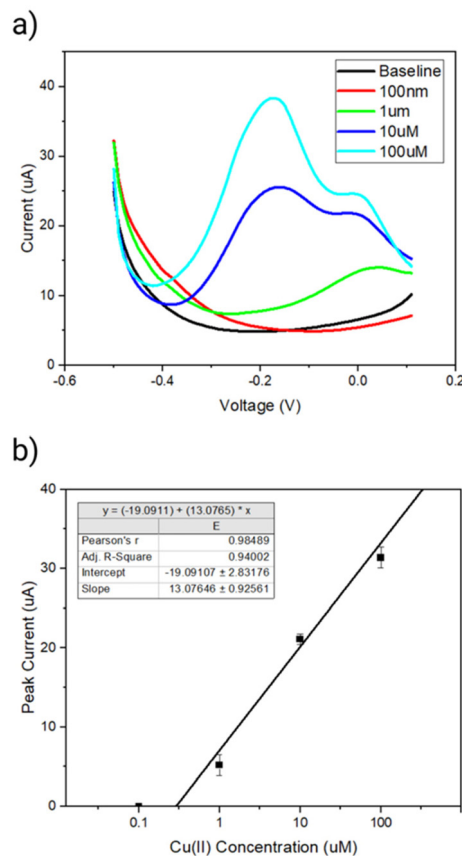 a)
Baseline
100nm
1um
10uM
100uM
40
30
20
10
0
Current (uA)
-0.6
-0.4
-0.2
0.0
0.2
Voltage (V)
b)
y = (-19.0911) + (13.0765) * x
E
Pearson's r 0.98489
Adj. R-Square 0.94002
Intercept -19.09107 ± 2.83176
Slope 13.07646 ± 0.92561
40
30
20
10
0
Peak Current (uA)
0.1
1
10
100
Cu(II) Concentration (uM)